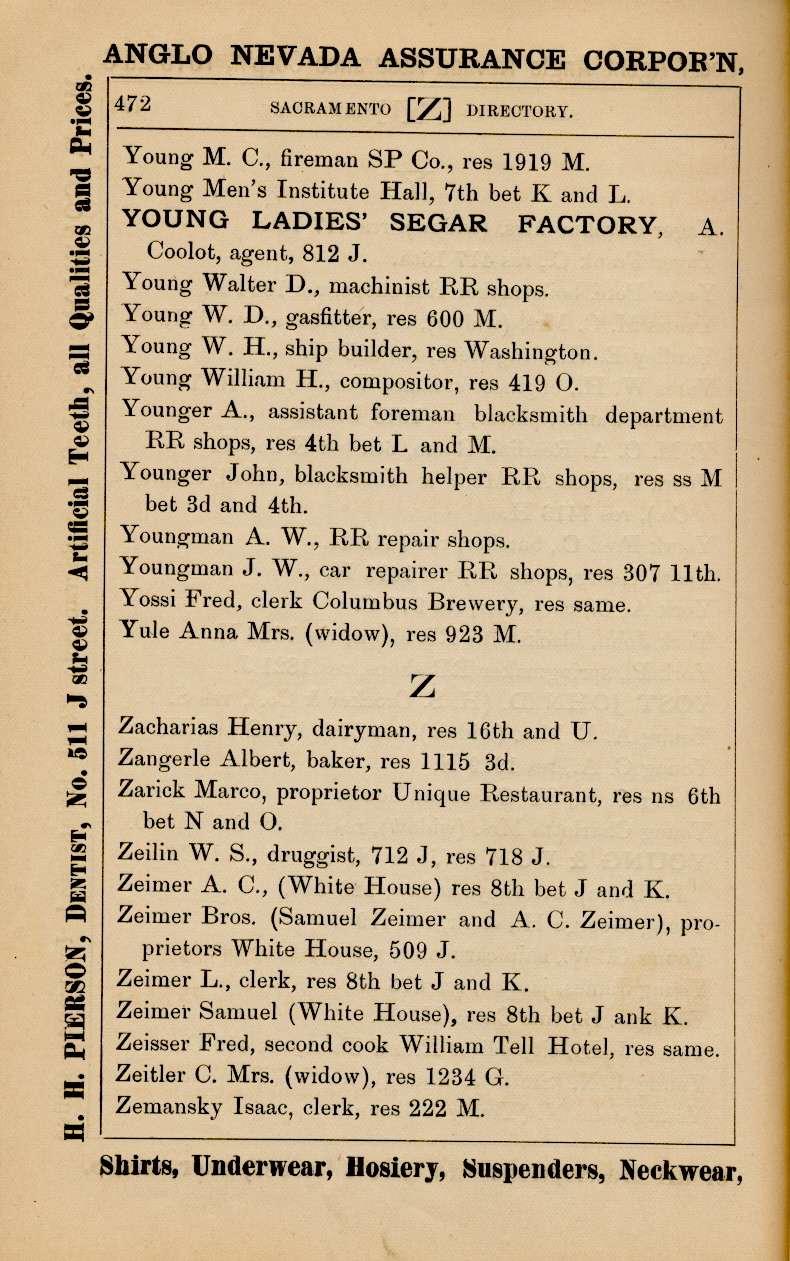 ANGLO NEVADA ASSURANCE CORPOR'N,
472 SACRAMENTO [Z] DIRECTORY.
Young M. C., fireman SP Co., res 1919 M.
Young Men's Institute Hall, 7th bet K and L.
YOUNG LADIES' SEGAR FACTORY, A.
Coolot, agent, 812 J.
Young Walter D., machinist RR shops.
Young W. D., gasfitter, res 600 M.
Young W. H., ship builder, res Washington.
Young William H., compositor, res 419 O.
Younger A., assistant foreman blacksmith department
RR shops, res 4th bet L and M.
Younger John, blacksmith helper RR shops, res ss M
bet 3d and 4th.
Youngman A. W., RR repair shops.
Youngman J. W., car repairer RR shops, res 307 11th.
Yossi Fred, clerk Columbus Brewery, res same.
Yule Anna Mrs. (widow), res 923 M.
Z
Zacharias Henry, dairyman, res 16th and U.
Zangerle Albert, baker, res 1115 3d.
Zarick Marco, proprietor Unique Restaurant, res ns 6th
bet N and O.
Zeilin W. S., druggist, 712 J, res 718 J.
Zeimer A. C., (White House) res 8th bet J and K.
Zeimer Bros. (Samuel Zeimer and A. C. Zeimer), pro-
prietors White House, 509 J.
Zeimer L., clerk, res 8th bet J and K.
Zeimer Samuel (White House), res 8th bet J ank K.
Zeisser Fred, second cook William Tell Hotel, res same.
Zeitler C. Mrs. (widow), res 1234 G.
Zemansky Isaac, clerk, res 222 M.
Shirts, Underwear, Hosiery, Suspenders, Neckwear,
H. H. PIERSON, DENTIST, No. 511 J street. Artificial Teeth, all Qualities and Prices.